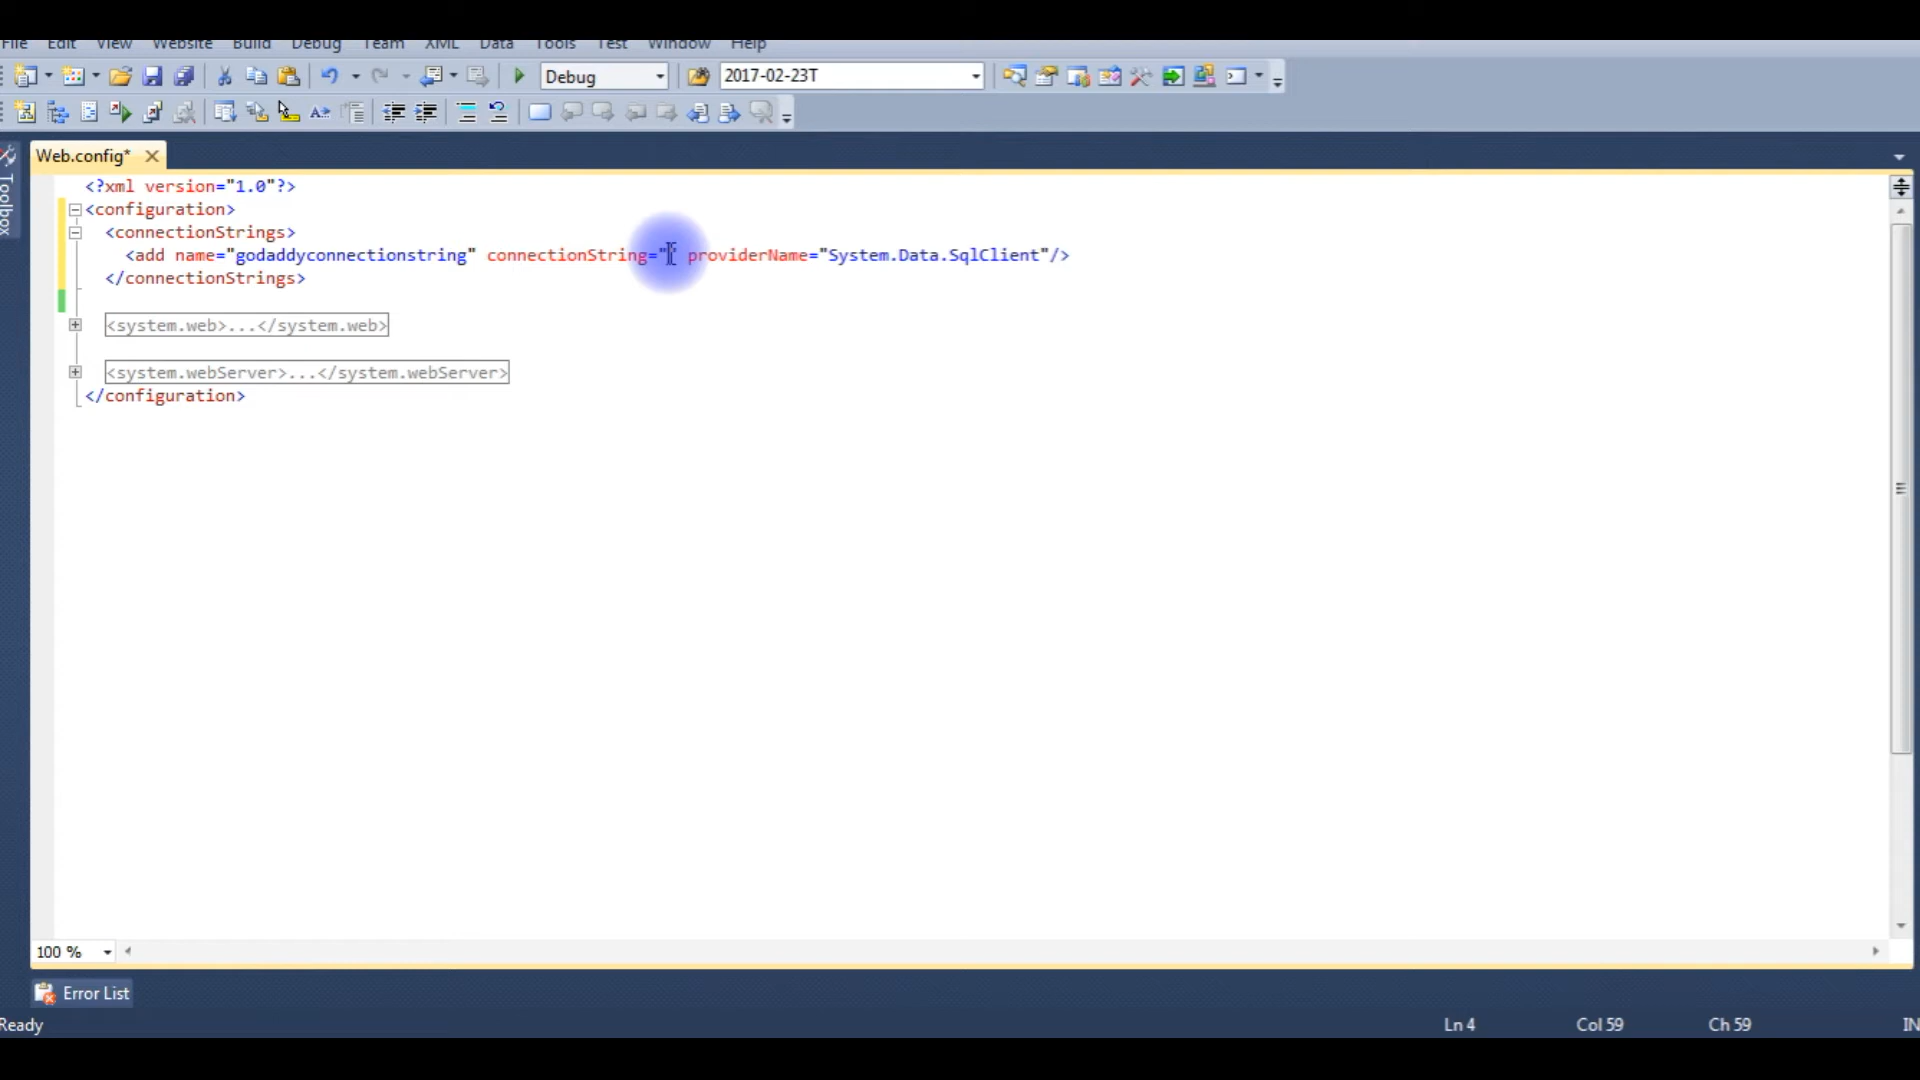 File Edit View Website Build Debug Team XML Data Tools Test Window Help
Debug 2017-02-23T
Toolbox
Web.config*
<?xml version="1.0"?>
<configuration>
<connectionStrings>
<add name="godaddyconnectionstring" connectionString="" providerName="System.Data.SqlClient"/>
</connectionStrings>
<system.web>...</system.web>
<system.webServer>...</system.webServer>
</configuration>
100 %
Error List
Ready Ln 4 Col 59 Ch 59 IN